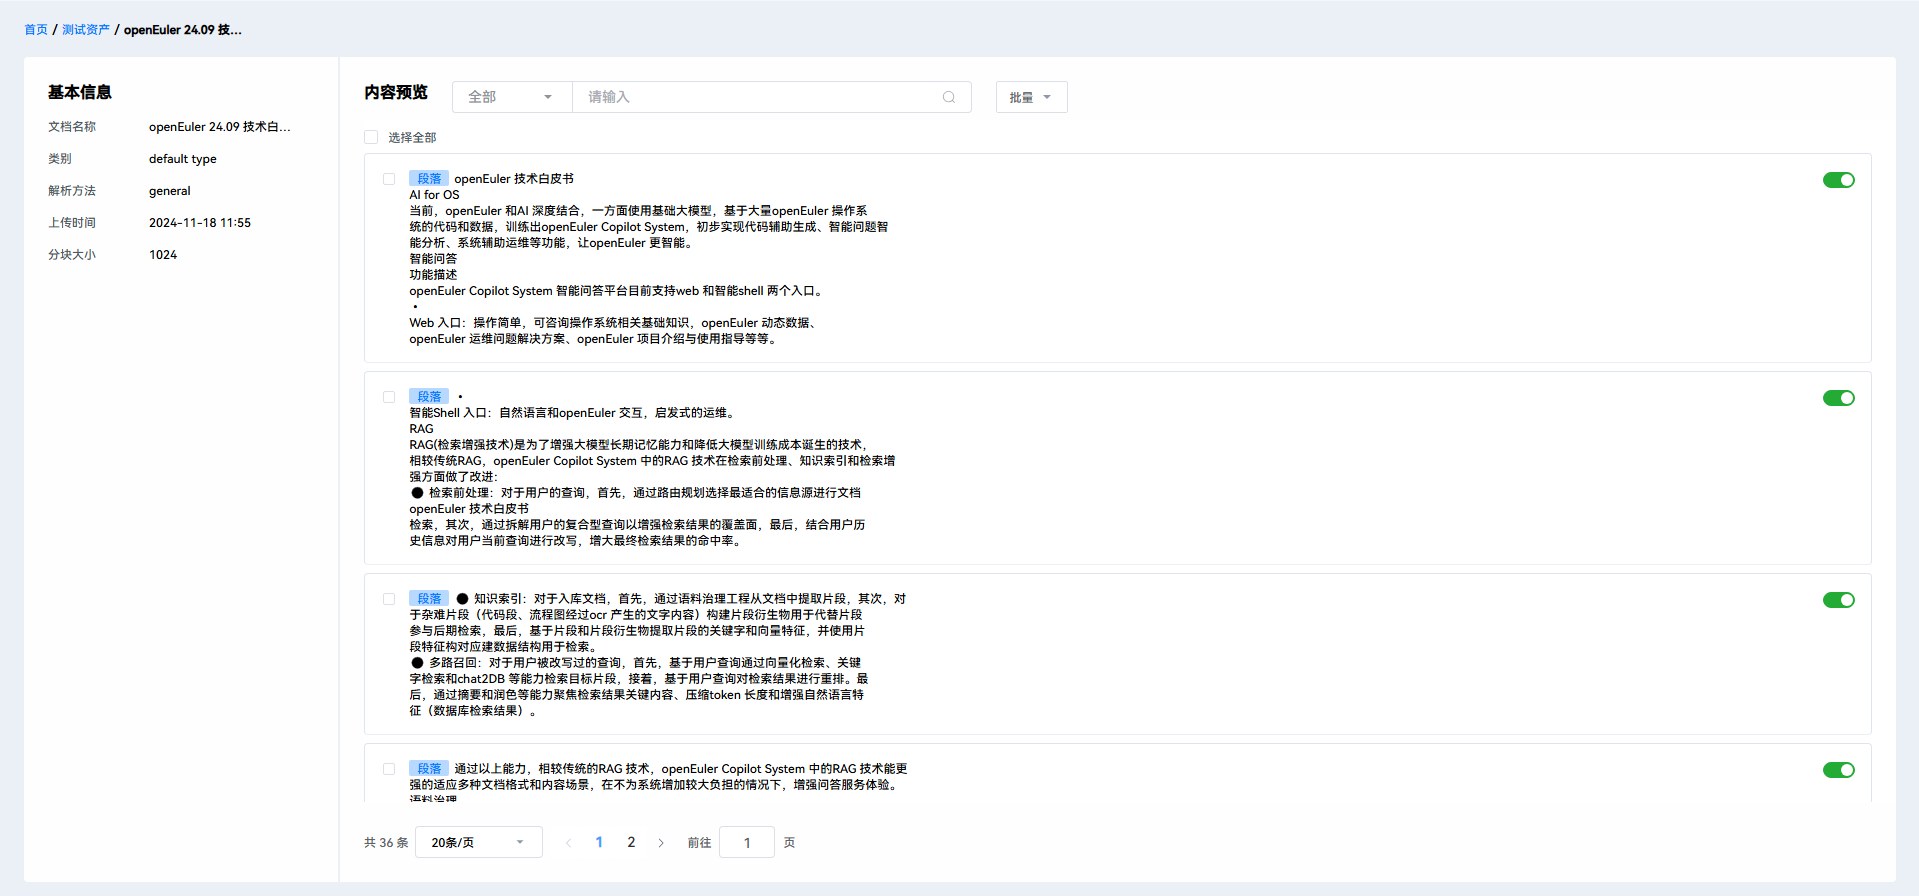 首页 / 测试资产 / openEuler 24.09 技...
基本信息
文档名称 openEuler 24.09 技术白...
类别 default type
解析方法 general
上传时间 2024-11-18 11:55
分块大小 1024
内容预览 全部 请输入 批量
选择全部
段落 openEuler 技术白皮书
AI for OS
当前，openEuler 和AI 深度结合，一方面使用基础大模型，基于大量openEuler 操作系
统的代码和数据，训练出openEuler Copilot System，初步实现代码辅助生成、智能问题智
能分析、系统辅助运维等功能，让openEuler 更智能。
智能问答
功能描述
openEuler Copilot System 智能问答平台目前支持web 和智能shell 两个入口。
•
Web 入口：操作简单，可咨询操作系统相关基础知识，openEuler 动态数据、
openEuler 运维问题解决方案、openEuler 项目介绍与使用指导等等。
段落 •
智能Shell 入口：自然语言和openEuler 交互，启发式的运维。
RAG
RAG(检索增强技术)是为了增强大模型长期记忆能力和降低大模型训练成本诞生的技术，
相较传统RAG，openEuler Copilot System 中的RAG 技术在检索前处理、知识索引和检索增
强方面做了改进：
● 检索前处理：对于用户的查询，首先，通过路由规划选择最适合的信息源进行文档
openEuler 技术白皮书
检索，其次，通过拆解用户的复合型查询以增强检索结果的覆盖面，最后，结合用户历
史信息对用户当前查询进行改写，增大最终检索结果的命中率。
段落 ● 知识索引：对于入库文档，首先，通过语料治理工程从文档中提取片段，其次，对
于杂难片段（代码段、流程图经过ocr 产生的文字内容）构建片段衍生物用于代替片段
参与后期检索，最后，基于片段和片段衍生物提取片段的关键字和向量特征，并使用片
段特征构对应建数据结构用于检索。
● 多路召回：对于用户被改写过的查询，首先，基于用户查询通过向量化检索、关键
字检索和chat2DB 等能力检索目标片段，接着，基于用户查询对检索结果进行重排。最
后，通过摘要和润色等能力聚焦检索结果关键内容、压缩token 长度和增强自然语言特
征（数据库检索结果）。
段落 通过以上能力，相较传统的RAG 技术，openEuler Copilot System 中的RAG 技术能更
强的适应多种文档格式和内容场景，在不为系统增加较大负担的情况下，增强问答服务体验。
语料治理
共 36 条 20条/页 1 2 前往 1 页